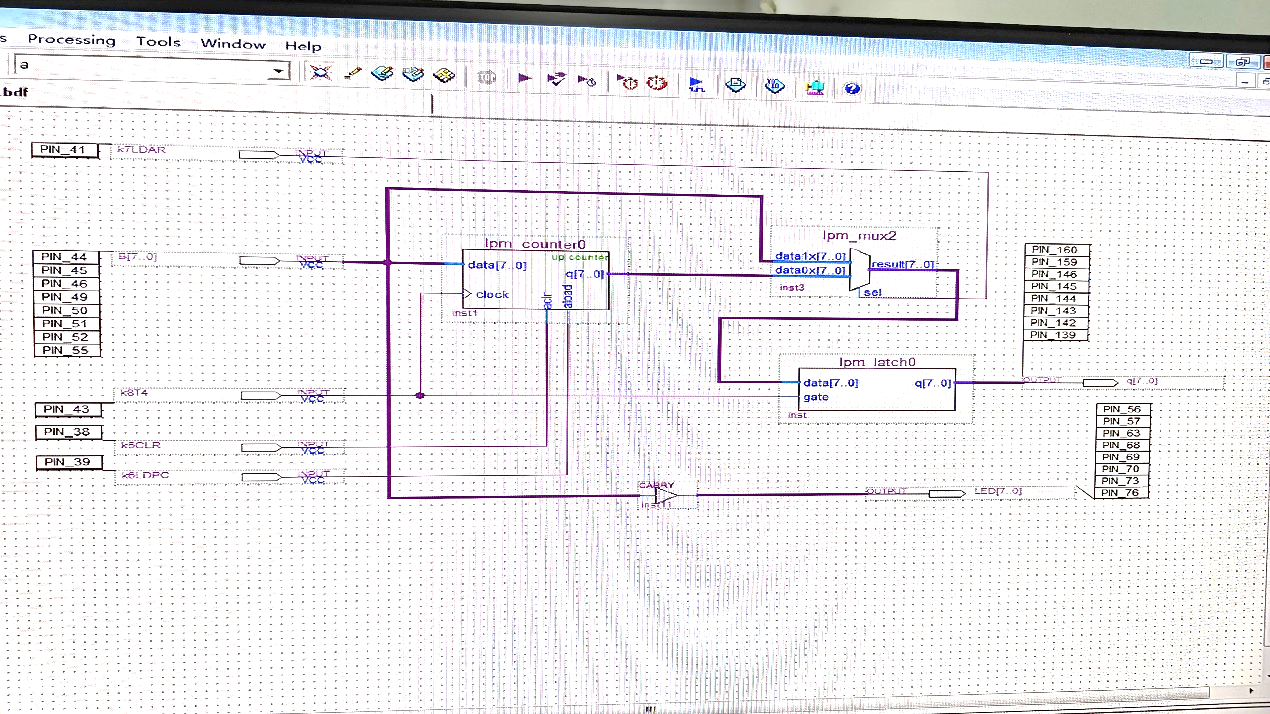 s Processing Tools Window Help
a
.bdf
PIN_41
k7LDAR
INPUT
VCC
lpm_counter0
up counter
data[7..0]
q[7..0]
clock
aclr
aload
inst1
lpm_mux2
data1x[7..0]
data0x[7..0]
result[7..0]
sel
inst3
PIN_44
PIN_45
PIN_46
PIN_49
PIN_50
PIN_51
PIN_52
PIN_55
B[7..0]
INPUT
VCC
PIN_160
PIN_159
PIN_146
PIN_145
PIN_144
PIN_143
PIN_142
PIN_139
lpm_latch0
data[7..0]
q[7..0]
gate
inst
OUTPUT
q[7..0]
k8T4
INPUT
VCC
PIN_43
PIN_38
k5CLR
INPUT
VCC
PIN_39
k6LDPC
INPUT
VCC
CARRY
OUTPUT
LED[7..0]
PIN_56
PIN_57
PIN_63
PIN_68
PIN_69
PIN_70
PIN_73
PIN_76